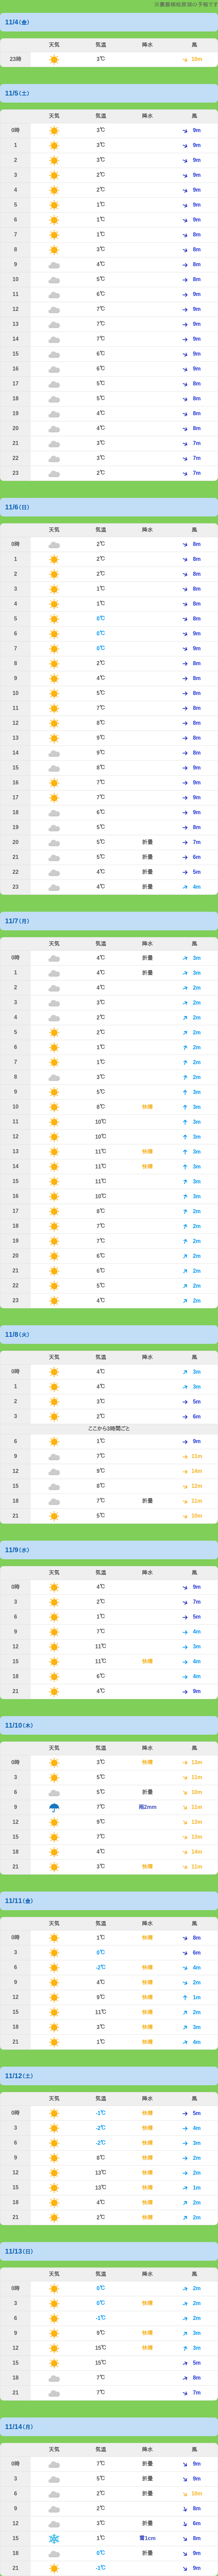 ※裏磐梯桧原湖の予報です
11/4(金)
天気 気温 降水 風
23時 3℃ 10m
11/5(土)
天気 気温 降水 風
0時 3℃ 9m
1 3℃ 9m
2 3℃ 9m
3 2℃ 9m
4 2℃ 9m
5 1℃ 9m
6 1℃ 9m
7 1℃ 8m
8 3℃ 8m
9 4℃ 8m
10 5℃ 8m
11 6℃ 9m
12 7℃ 9m
13 7℃ 9m
14 7℃ 9m
15 6℃ 9m
16 6℃ 9m
17 5℃ 8m
18 5℃ 8m
19 4℃ 8m
20 4℃ 8m
21 3℃ 7m
22 3℃ 7m
23 2℃ 7m
11/6(日)
天気 気温 降水 風
0時 2℃ 8m
1 2℃ 8m
2 2℃ 8m
3 1℃ 8m
4 1℃ 8m
5 0℃ 8m
6 0℃ 9m
7 0℃ 9m
8 2℃ 8m
9 4℃ 8m
10 5℃ 8m
11 7℃ 8m
12 8℃ 8m
13 9℃ 8m
14 9℃ 8m
15 8℃ 9m
16 7℃ 9m
17 7℃ 9m
18 6℃ 9m
19 5℃ 8m
20 5℃ 折曇 7m
21 5℃ 折曇 6m
22 4℃ 折曇 5m
23 4℃ 折曇 4m
11/7(月)
天気 気温 降水 風
0時 4℃ 折曇 3m
1 4℃ 折曇 3m
2 4℃ 2m
3 3℃ 2m
4 2℃ 2m
5 2℃ 2m
6 1℃ 2m
7 1℃ 2m
8 3℃ 2m
9 5℃ 3m
10 8℃ 快晴 3m
11 10℃ 3m
12 10℃ 3m
13 11℃ 快晴 3m
14 11℃ 快晴 3m
15 11℃ 3m
16 10℃ 3m
17 8℃ 2m
18 7℃ 2m
19 7℃ 2m
20 6℃ 2m
21 6℃ 2m
22 5℃ 2m
23 4℃ 2m
11/8(火)
天気 気温 降水 風
0時 4℃ 3m
1 4℃ 3m
2 3℃ 5m
3 2℃ 6m
ここから3時間ごと
6 1℃ 9m
9 7℃ 11m
12 9℃ 14m
15 8℃ 12m
18 7℃ 折曇 11m
21 5℃ 10m
11/9(水)
天気 気温 降水 風
0時 4℃ 9m
3 2℃ 7m
6 1℃ 5m
9 7℃ 4m
12 11℃ 3m
15 11℃ 快晴 4m
18 6℃ 4m
21 4℃ 9m
11/10(木)
天気 気温 降水 風
0時 3℃ 快晴 13m
3 5℃ 11m
6 5℃ 折曇 10m
9 7℃ 雨2mm 11m
12 9℃ 13m
15 7℃ 13m
18 4℃ 14m
21 3℃ 快晴 11m
11/11(金)
天気 気温 降水 風
0時 1℃ 快晴 8m
3 0℃ 6m
6 -2℃ 快晴 4m
9 4℃ 快晴 2m
12 9℃ 快晴 1m
15 11℃ 快晴 2m
18 3℃ 快晴 3m
21 1℃ 快晴 4m
11/12(土)
天気 気温 降水 風
0時 -1℃ 快晴 5m
3 -2℃ 快晴 4m
6 -2℃ 快晴 3m
9 8℃ 快晴 2m
12 13℃ 快晴 2m
15 13℃ 快晴 1m
18 4℃ 快晴 2m
21 2℃ 快晴 2m
11/13(日)
天気 気温 降水 風
0時 0℃ 2m
3 0℃ 快晴 2m
6 -1℃ 2m
9 9℃ 快晴 3m
12 15℃ 快晴 3m
15 15℃ 5m
18 7℃ 8m
21 7℃ 7m
11/14(月)
天気 気温 降水 風
0時 7℃ 折曇 9m
3 5℃ 折曇 9m
6 2℃ 折曇 10m
9 2℃ 8m
12 3℃ 折曇 6m
15 1℃ 雪1cm 8m
18 0℃ 折曇 9m
21 -1℃ 9m